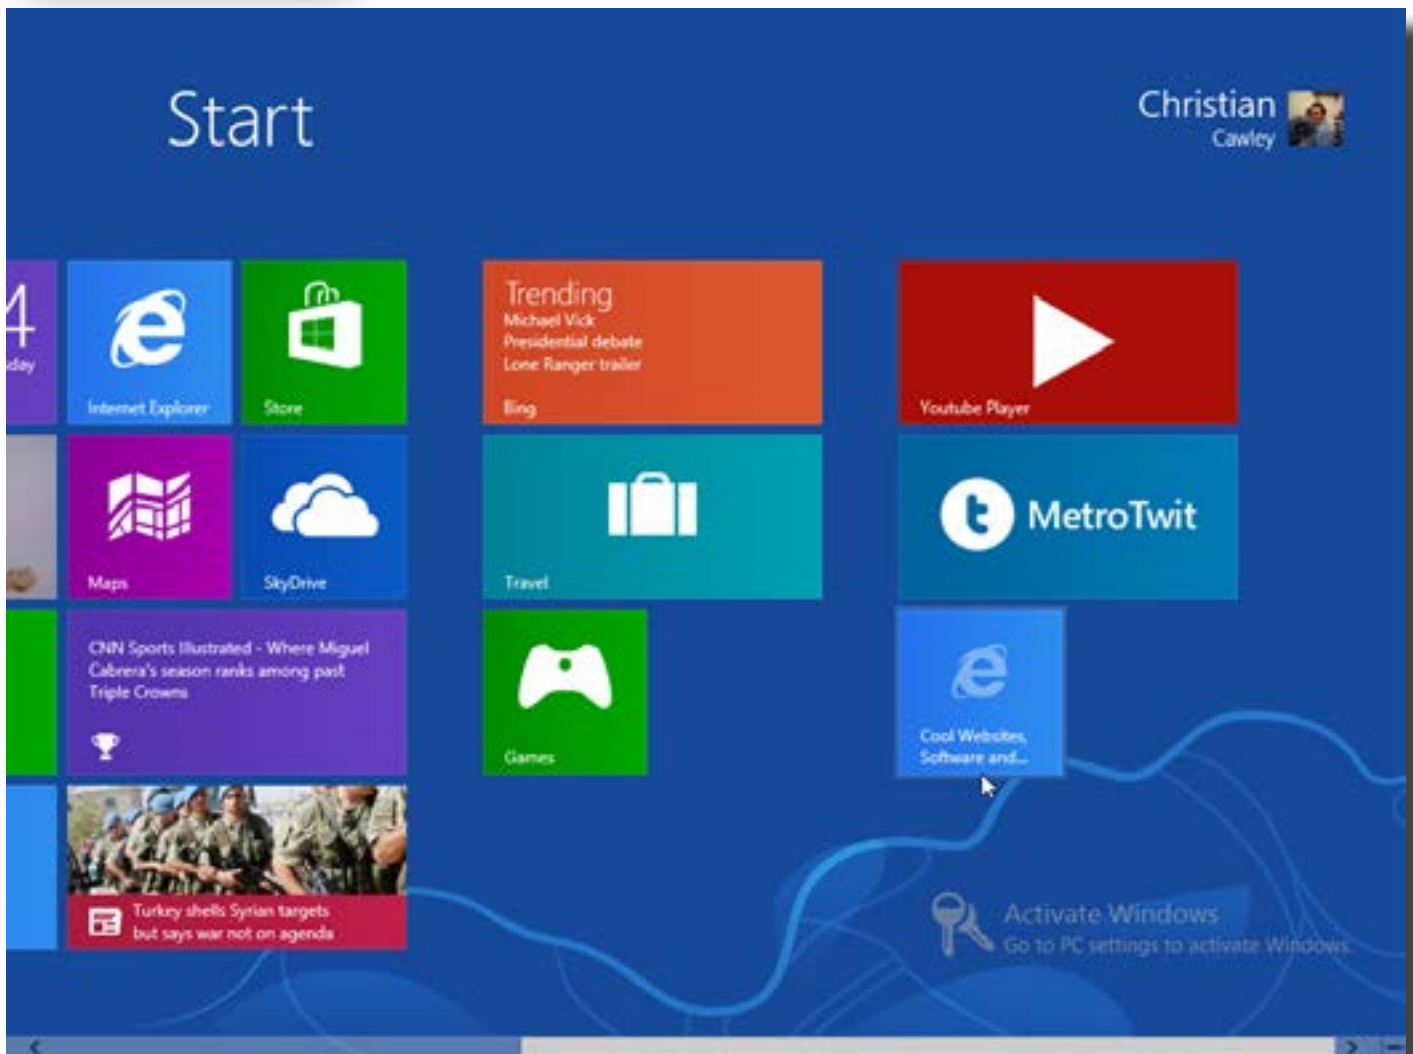 Start
Christian
Cawley
4
sday
Internet Explorer
Store
Trending
Michael Vick
Presidential debate
Lone Ranger trailer
Bing
Youtube Player
Maps
SkyDrive
Travel
MetroTwit
CNN Sports Illustrated - Where Miguel
Cabrera's season ranks among past
Triple Crowns
Games
Cool Websites,
Software and...
Turkey shells Syrian targets
but says war not on agenda
Activate Windows
Go to PC settings to activate Windows